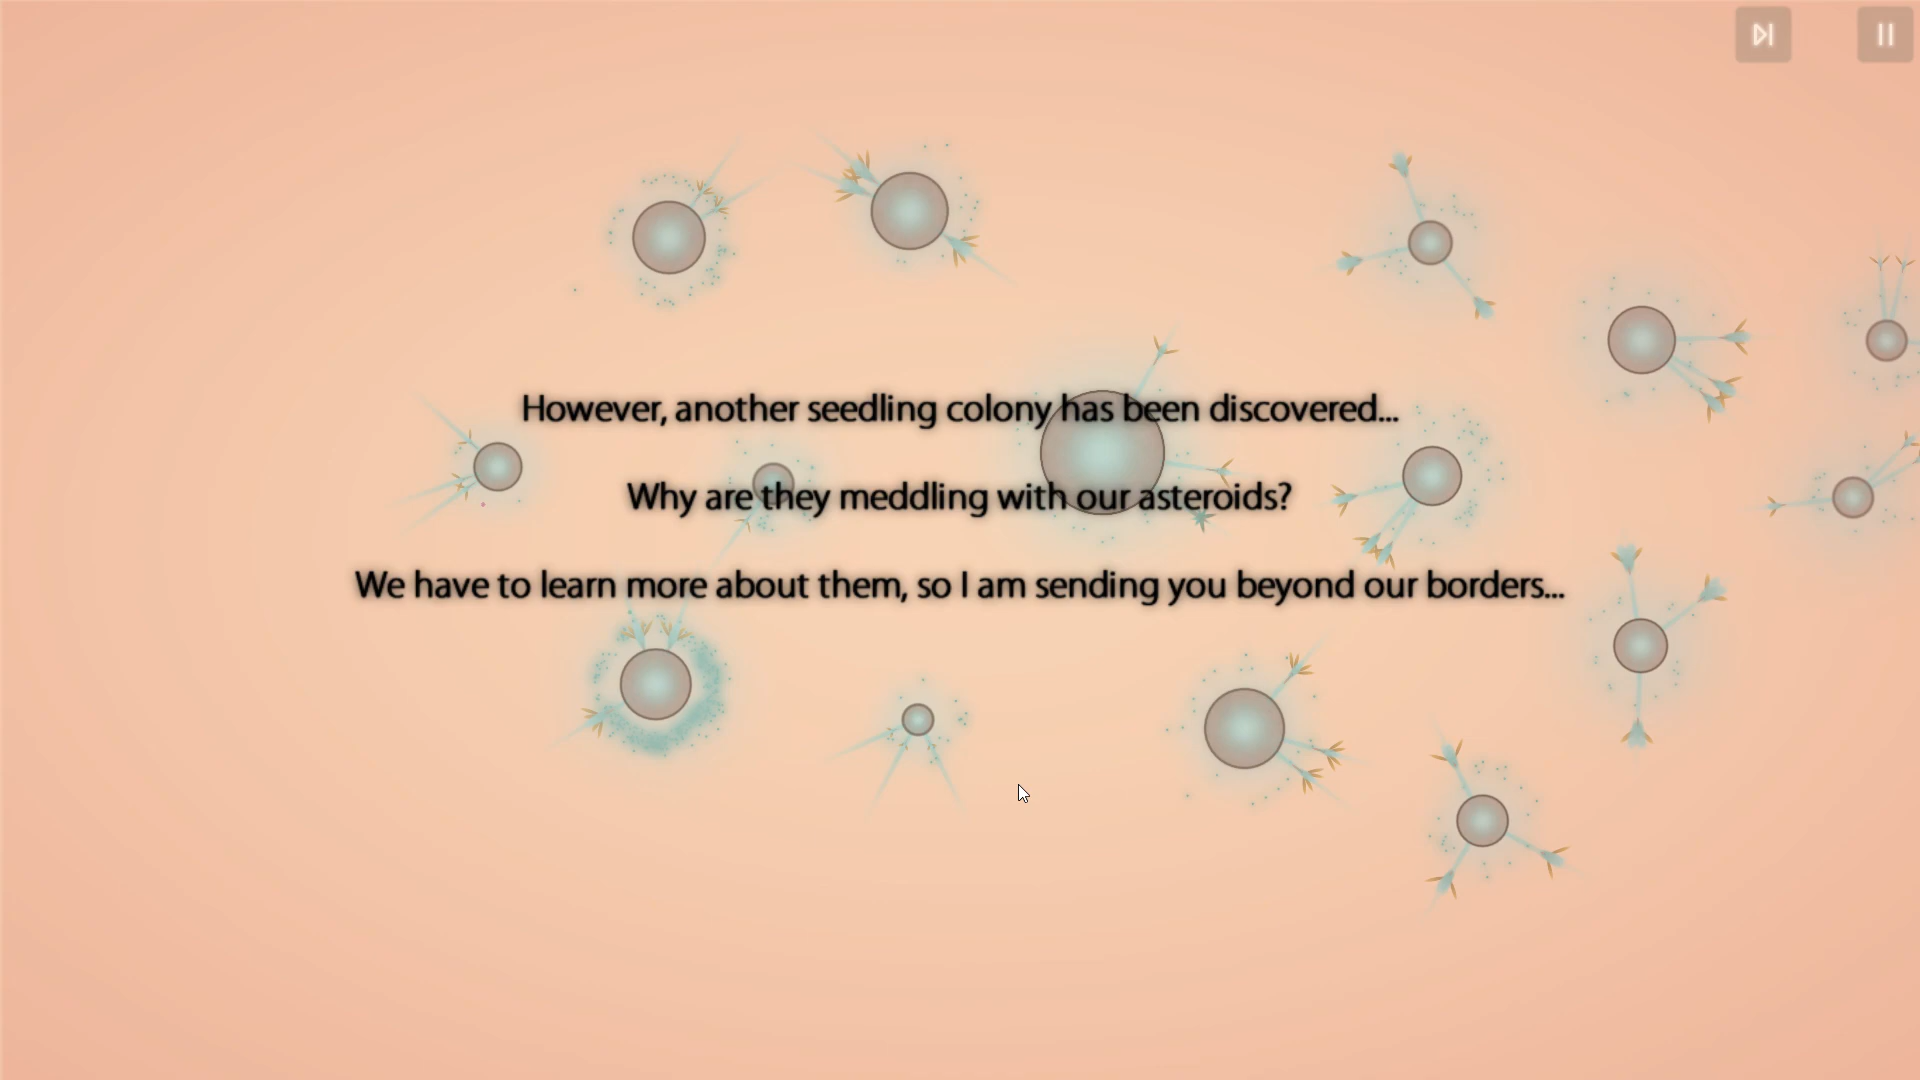 However, another seedling colony has been discovered...
Why are they meddling with our asteroids?
We have to learn more about them, so I am sending you beyond our borders...